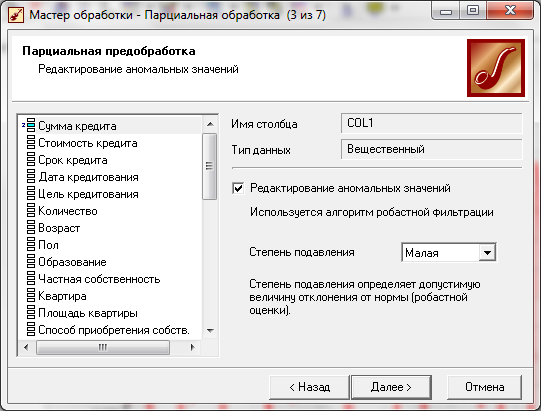 Мастер обработки - Парциальная обработка (3 из 7)
Парциальная предобработка
Редактирование аномальных значений
Сумма кредита
Стоимость кредита
Срок кредита
Дата кредитования
Цель кредитования
Количество
Возраст
Пол
Образование
Частная собственность
Квартира
Площадь квартиры
Способ приобретения собств.
Имя столбца
COL1
Тип данных
Вещественный
Редактирование аномальных значений
Используется алгоритм робастной фильтрации
Степень подавления
Малая
Степень подавления определяет допустимую
величину отклонения от нормы (робастной
оценки).
< Назад
Далее >
Отмена